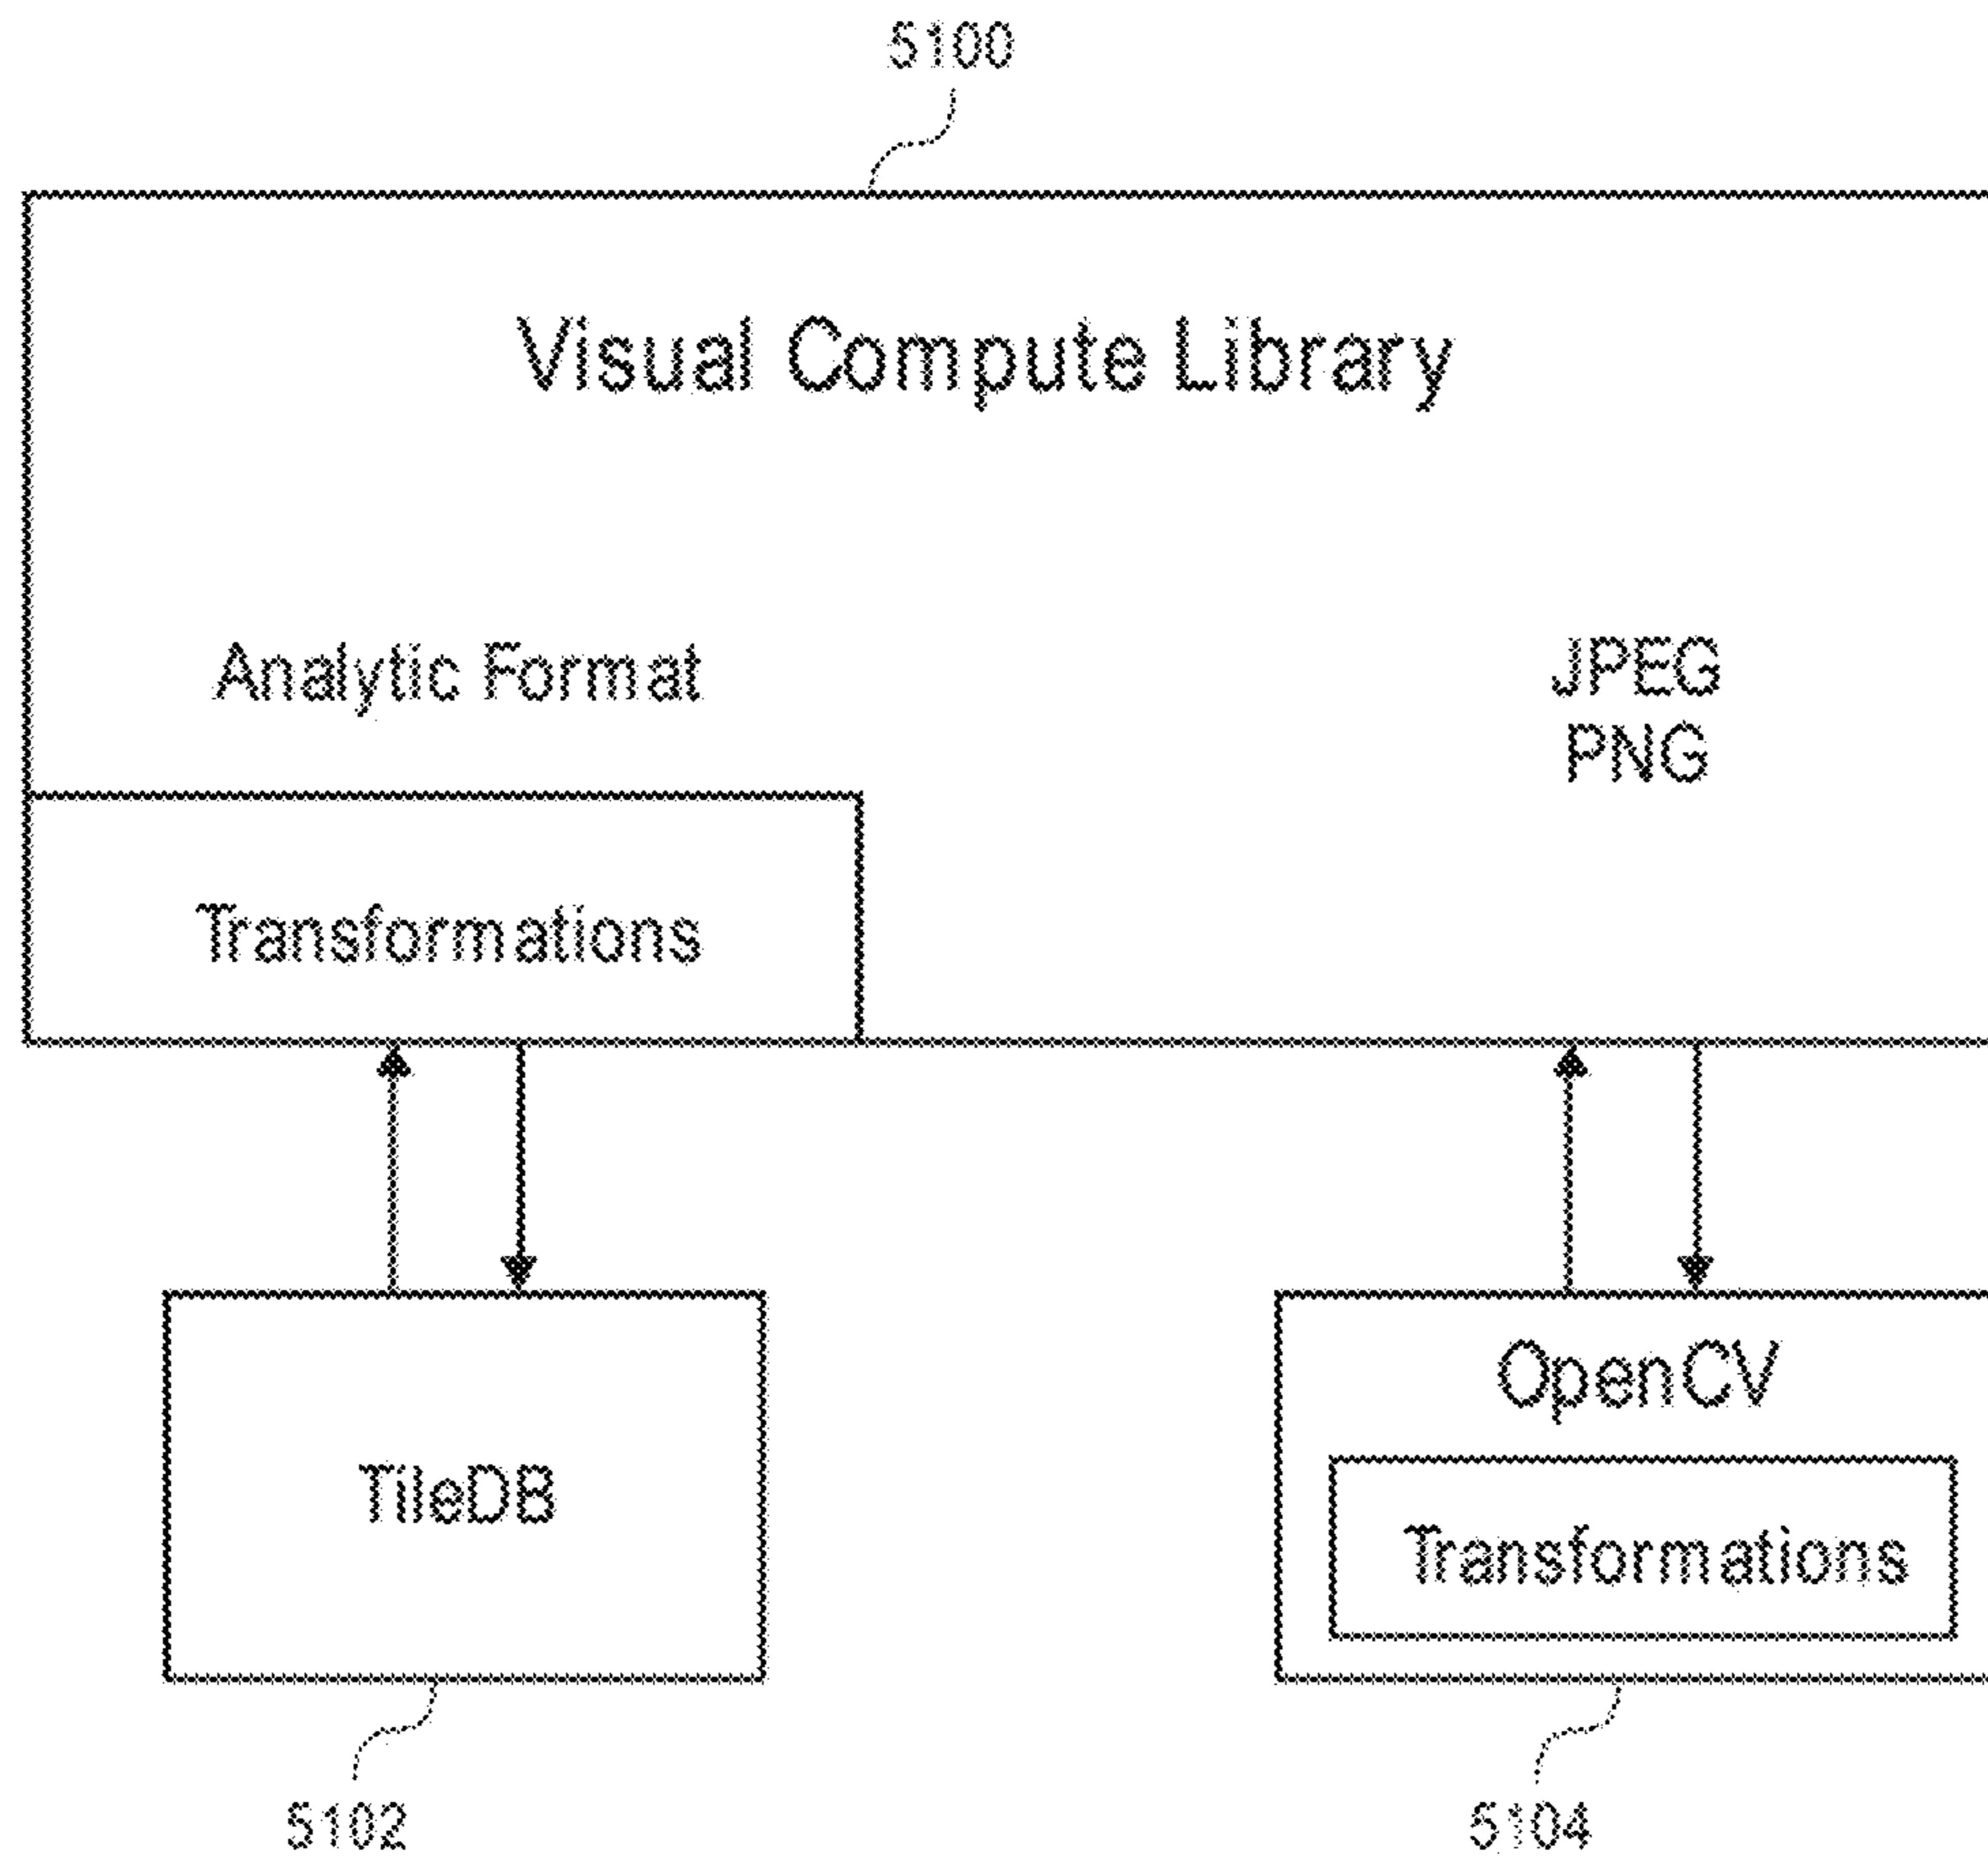 5100
Visual Compute Library
Analytic Format
JPEG
PNG
Transformations
TileDB
OpenCV
Transformations
5102
5104